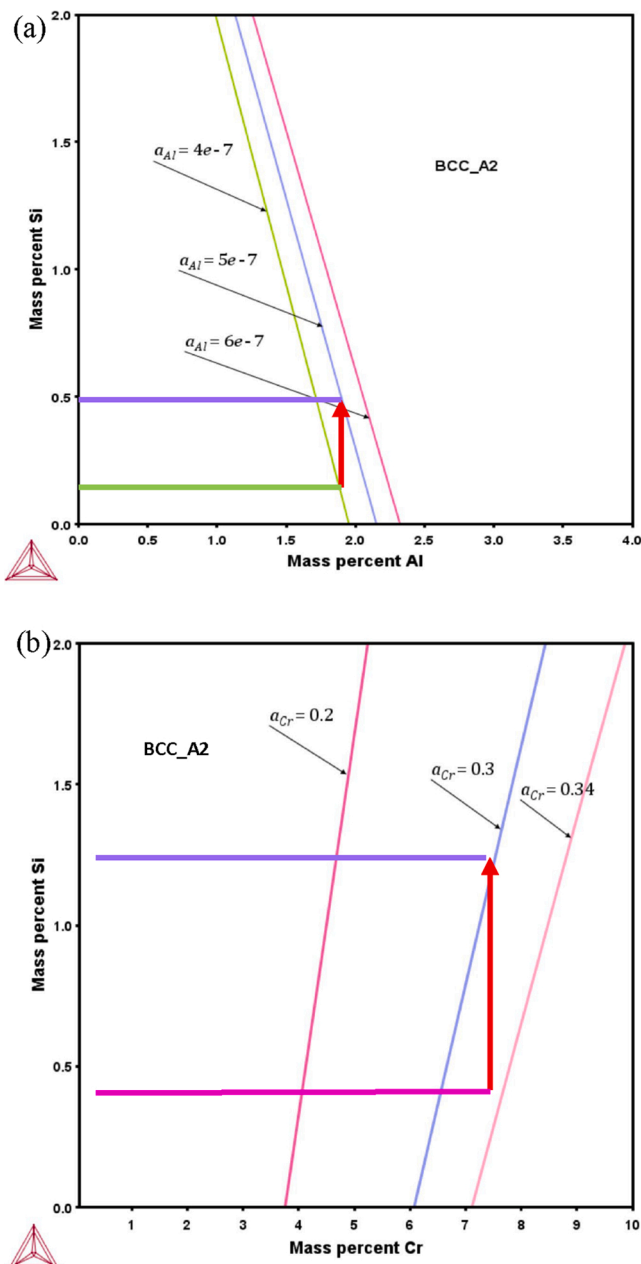 (a)
2.0
1.5
1.0
0.5
0.0
Mass percent Si
a_Al = 4e-7
a_Al = 5e-7
a_Al = 6e-7
BCC_A2
0.0 0.5 1.0 1.5 2.0 2.5 3.0 3.5 4.0
Mass percent Al
(b)
2.0
1.5
1.0
0.5
0.0
Mass percent Si
BCC_A2
a_Cr = 0.2
a_Cr = 0.3
a_Cr = 0.34
1 2 3 4 5 6 7 8 9 10
Mass percent Cr